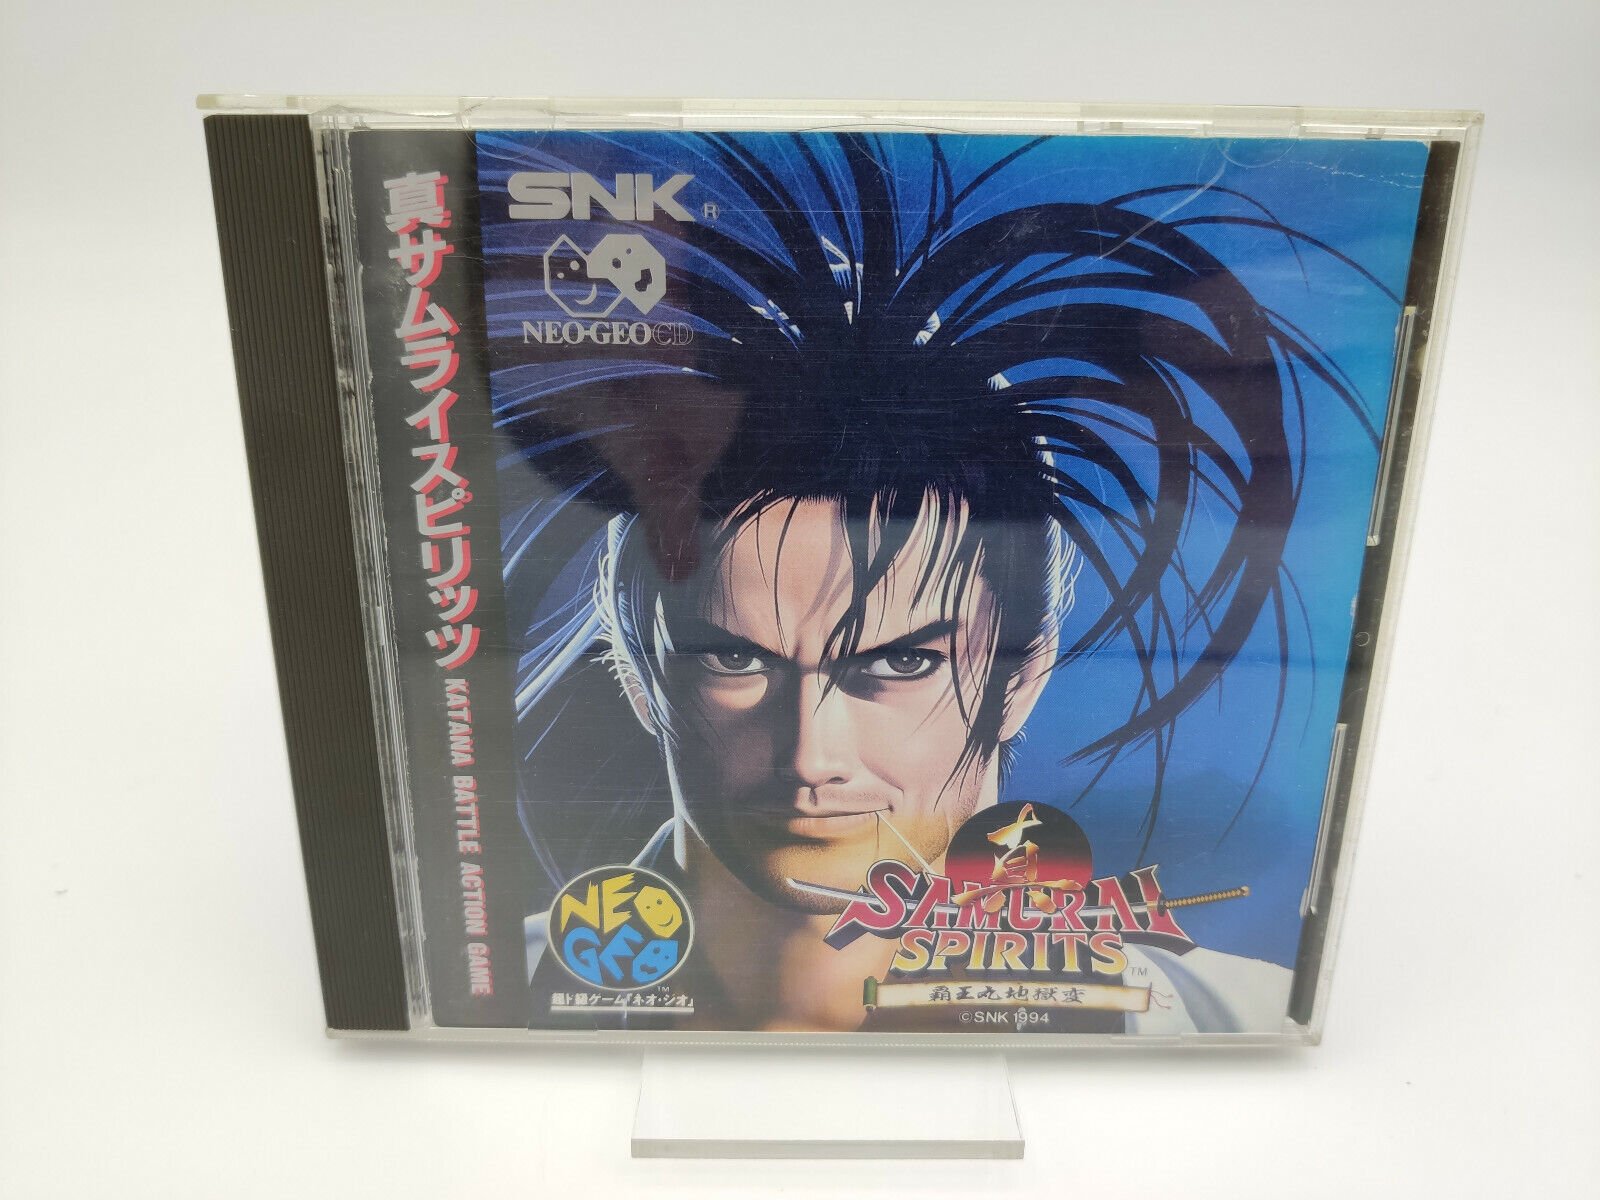 真サムライスピリッツ KATANA BATTLE ACTION GAME
SNK®
NEO·GEO CD
NEO
GEO
TM
超ド級ゲーム「ネオ・ジオ」
真
SAMURAI
SPIRITS TM
覇王丸地獄変
©SNK 1994